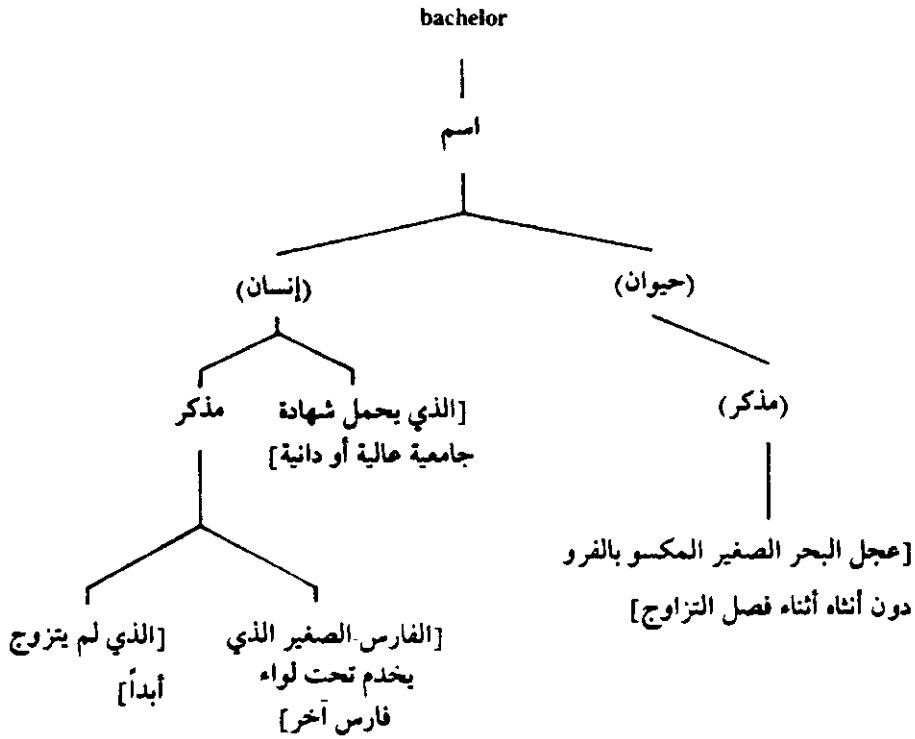 bachelor
اسم
(إنسان)
(حيوان)
مذكر
[الذي يحمل شهادة
جامعية عالية أو دانية]
(مذكر)
[عجل البحر الصغير المكسو بالفرو
دون أنثاه أثناء فصل التزاوج]
[الذي لم يتزوج
أبداً]
[الفارس الصغير الذي
يخدم تحت لواء
فارس آخر]